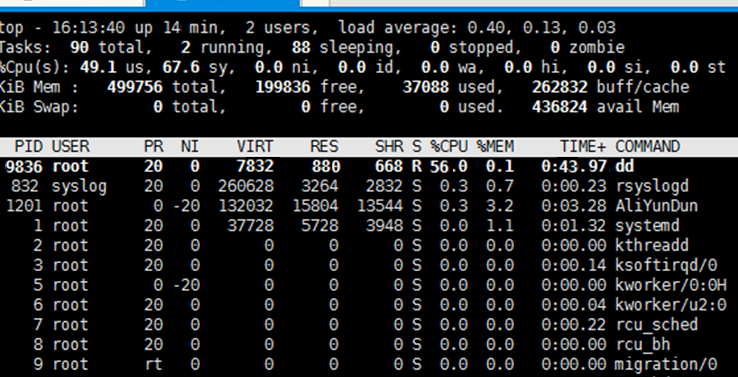 top - 16:13:40 up 14 min, 2 users, load average: 0.40, 0.13, 0.03
Tasks: 90 total, 2 running, 88 sleeping, 0 stopped, 0 zombie
%Cpu(s): 49.1 us, 67.6 sy, 0.0 ni, 0.0 id, 0.0 wa, 0.0 hi, 0.0 si, 0.0 st
KiB Mem : 499756 total, 199836 free, 37088 used, 262832 buff/cache
KiB Swap: 0 total, 0 free, 0 used. 436824 avail Mem
PID USER PR NI VIRT RES SHR S %CPU %MEM TIME+ COMMAND
9836 root 20 0 7832 880 668 R 56.0 0.1 0:43.97 dd
832 syslog 20 0 260628 3264 2832 S 0.3 0.7 0:00.23 rsyslogd
1201 root 0 -20 132032 15804 13544 S 0.3 3.2 0:03.28 AliYunDun
1 root 20 0 37728 5728 3948 S 0.0 1.1 0:01.32 systemd
2 root 20 0 0 0 0 S 0.0 0.0 0:00.00 kthreadd
3 root 20 0 0 0 0 S 0.0 0.0 0:00.14 ksoftirqd/0
5 root 0 -20 0 0 0 S 0.0 0.0 0:00.00 kworker/0:0H
6 root 20 0 0 0 0 S 0.0 0.0 0:00.04 kworker/u2:0
7 root 20 0 0 0 0 S 0.0 0.0 0:00.22 rcu_sched
8 root 20 0 0 0 0 S 0.0 0.0 0:00.00 rcu_bh
9 root rt 0 0 0 0 S 0.0 0.0 0:00.00 migration/0